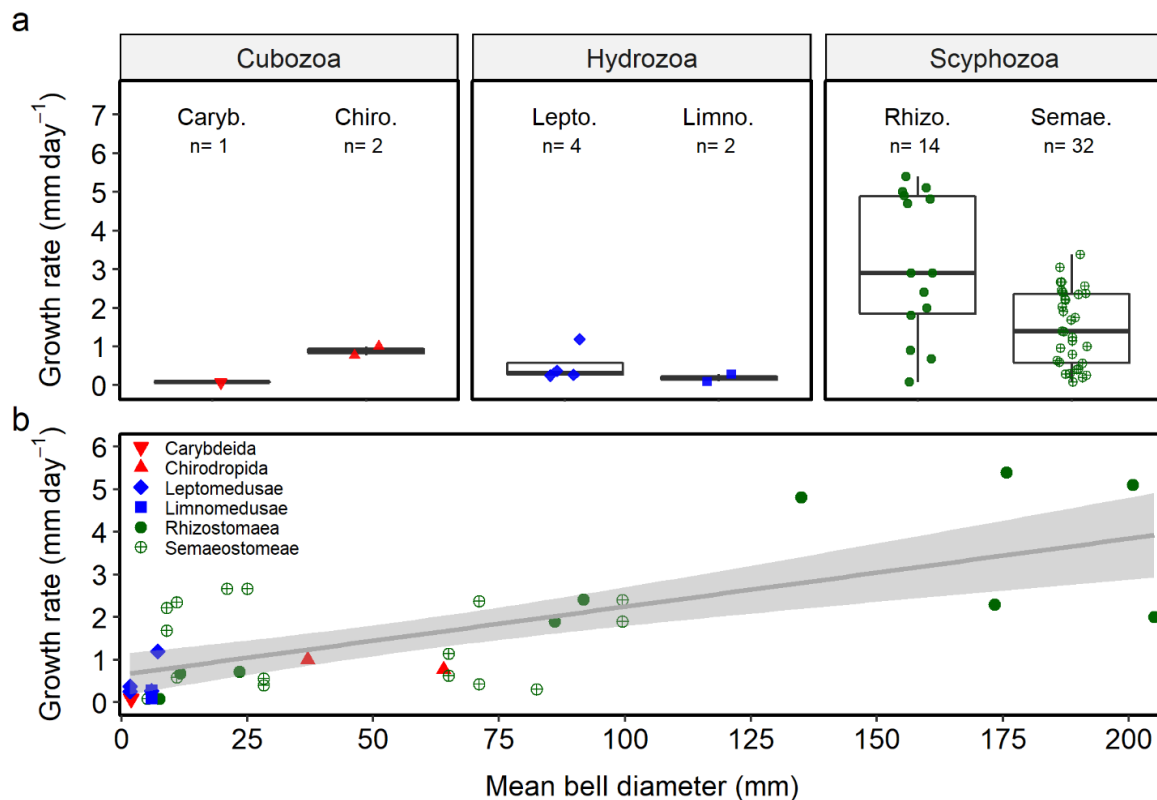 a
Cubozoa Hydrozoa Scyphozoa
Growth rate (mm day⁻¹)
7
6
5
4
3
2
1
0
Caryb. Chiro. Lepto. Limno. Rhizo. Semae.
n= 1 n= 2 n= 4 n= 2 n= 14 n= 32
b
Growth rate (mm day⁻¹)
6
5
4
3
2
1
0
Carybdeida
Chirodropida
Leptomedusae
Limnomedusae
Rhizostomaea
Semaeostomeae
0 25 50 75 100 125 150 175 200
Mean bell diameter (mm)